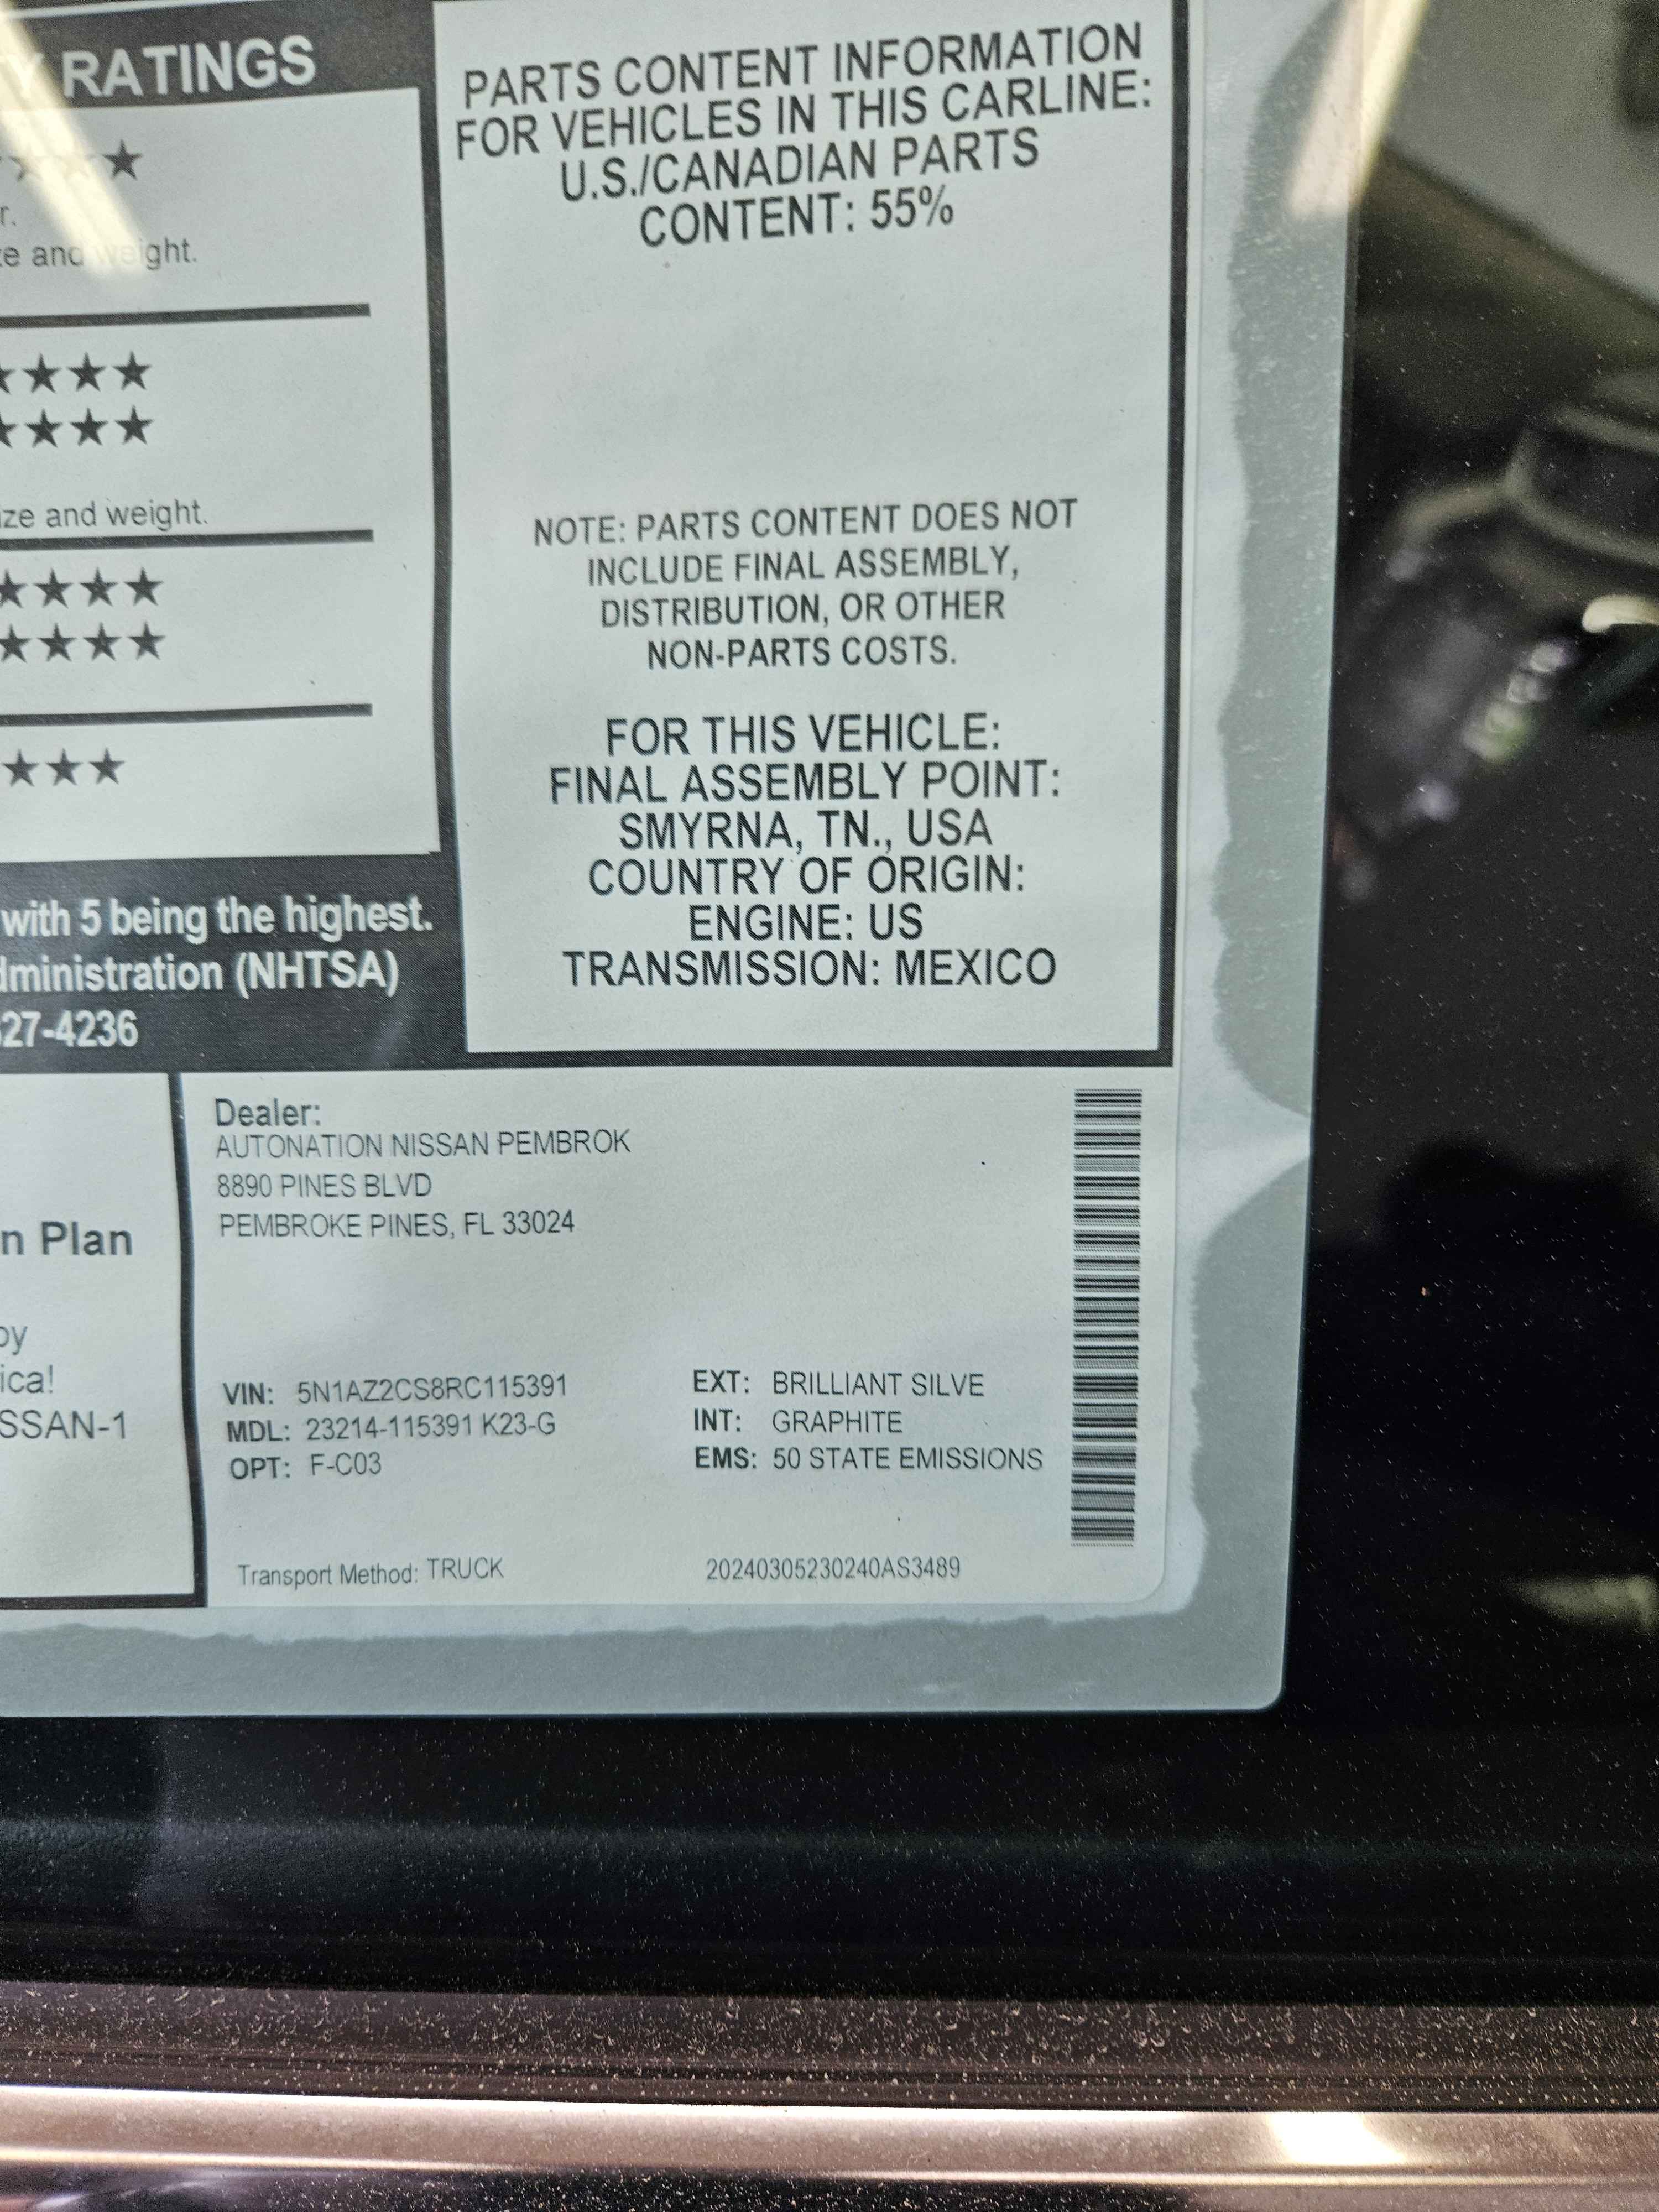 RATINGS
r.
and weight.
ize and weight.
with 5 being the highest.
dministration (NHTSA)
27-4236
PARTS CONTENT INFORMATION
FOR VEHICLES IN THIS CARLINE:
U.S./CANADIAN PARTS
CONTENT: 55%
NOTE: PARTS CONTENT DOES NOT
INCLUDE FINAL ASSEMBLY,
DISTRIBUTION, OR OTHER
NON-PARTS COSTS.
FOR THIS VEHICLE:
FINAL ASSEMBLY POINT:
SMYRNA, TN., USA
COUNTRY OF ORIGIN:
ENGINE: US
TRANSMISSION: MEXICO
n Plan
by
ica!
SSAN-1
Dealer:
AUTONATION NISSAN PEMBROK
8890 PINES BLVD
PEMBROKE PINES, FL 33024
VIN: 5N1AZ2CS8RC115391
MDL: 23214-115391 K23-G
OPT: F-C03
EXT: BRILLIANT SILVE
INT: GRAPHITE
EMS: 50 STATE EMISSIONS
Transport Method: TRUCK
20240305230240AS3489